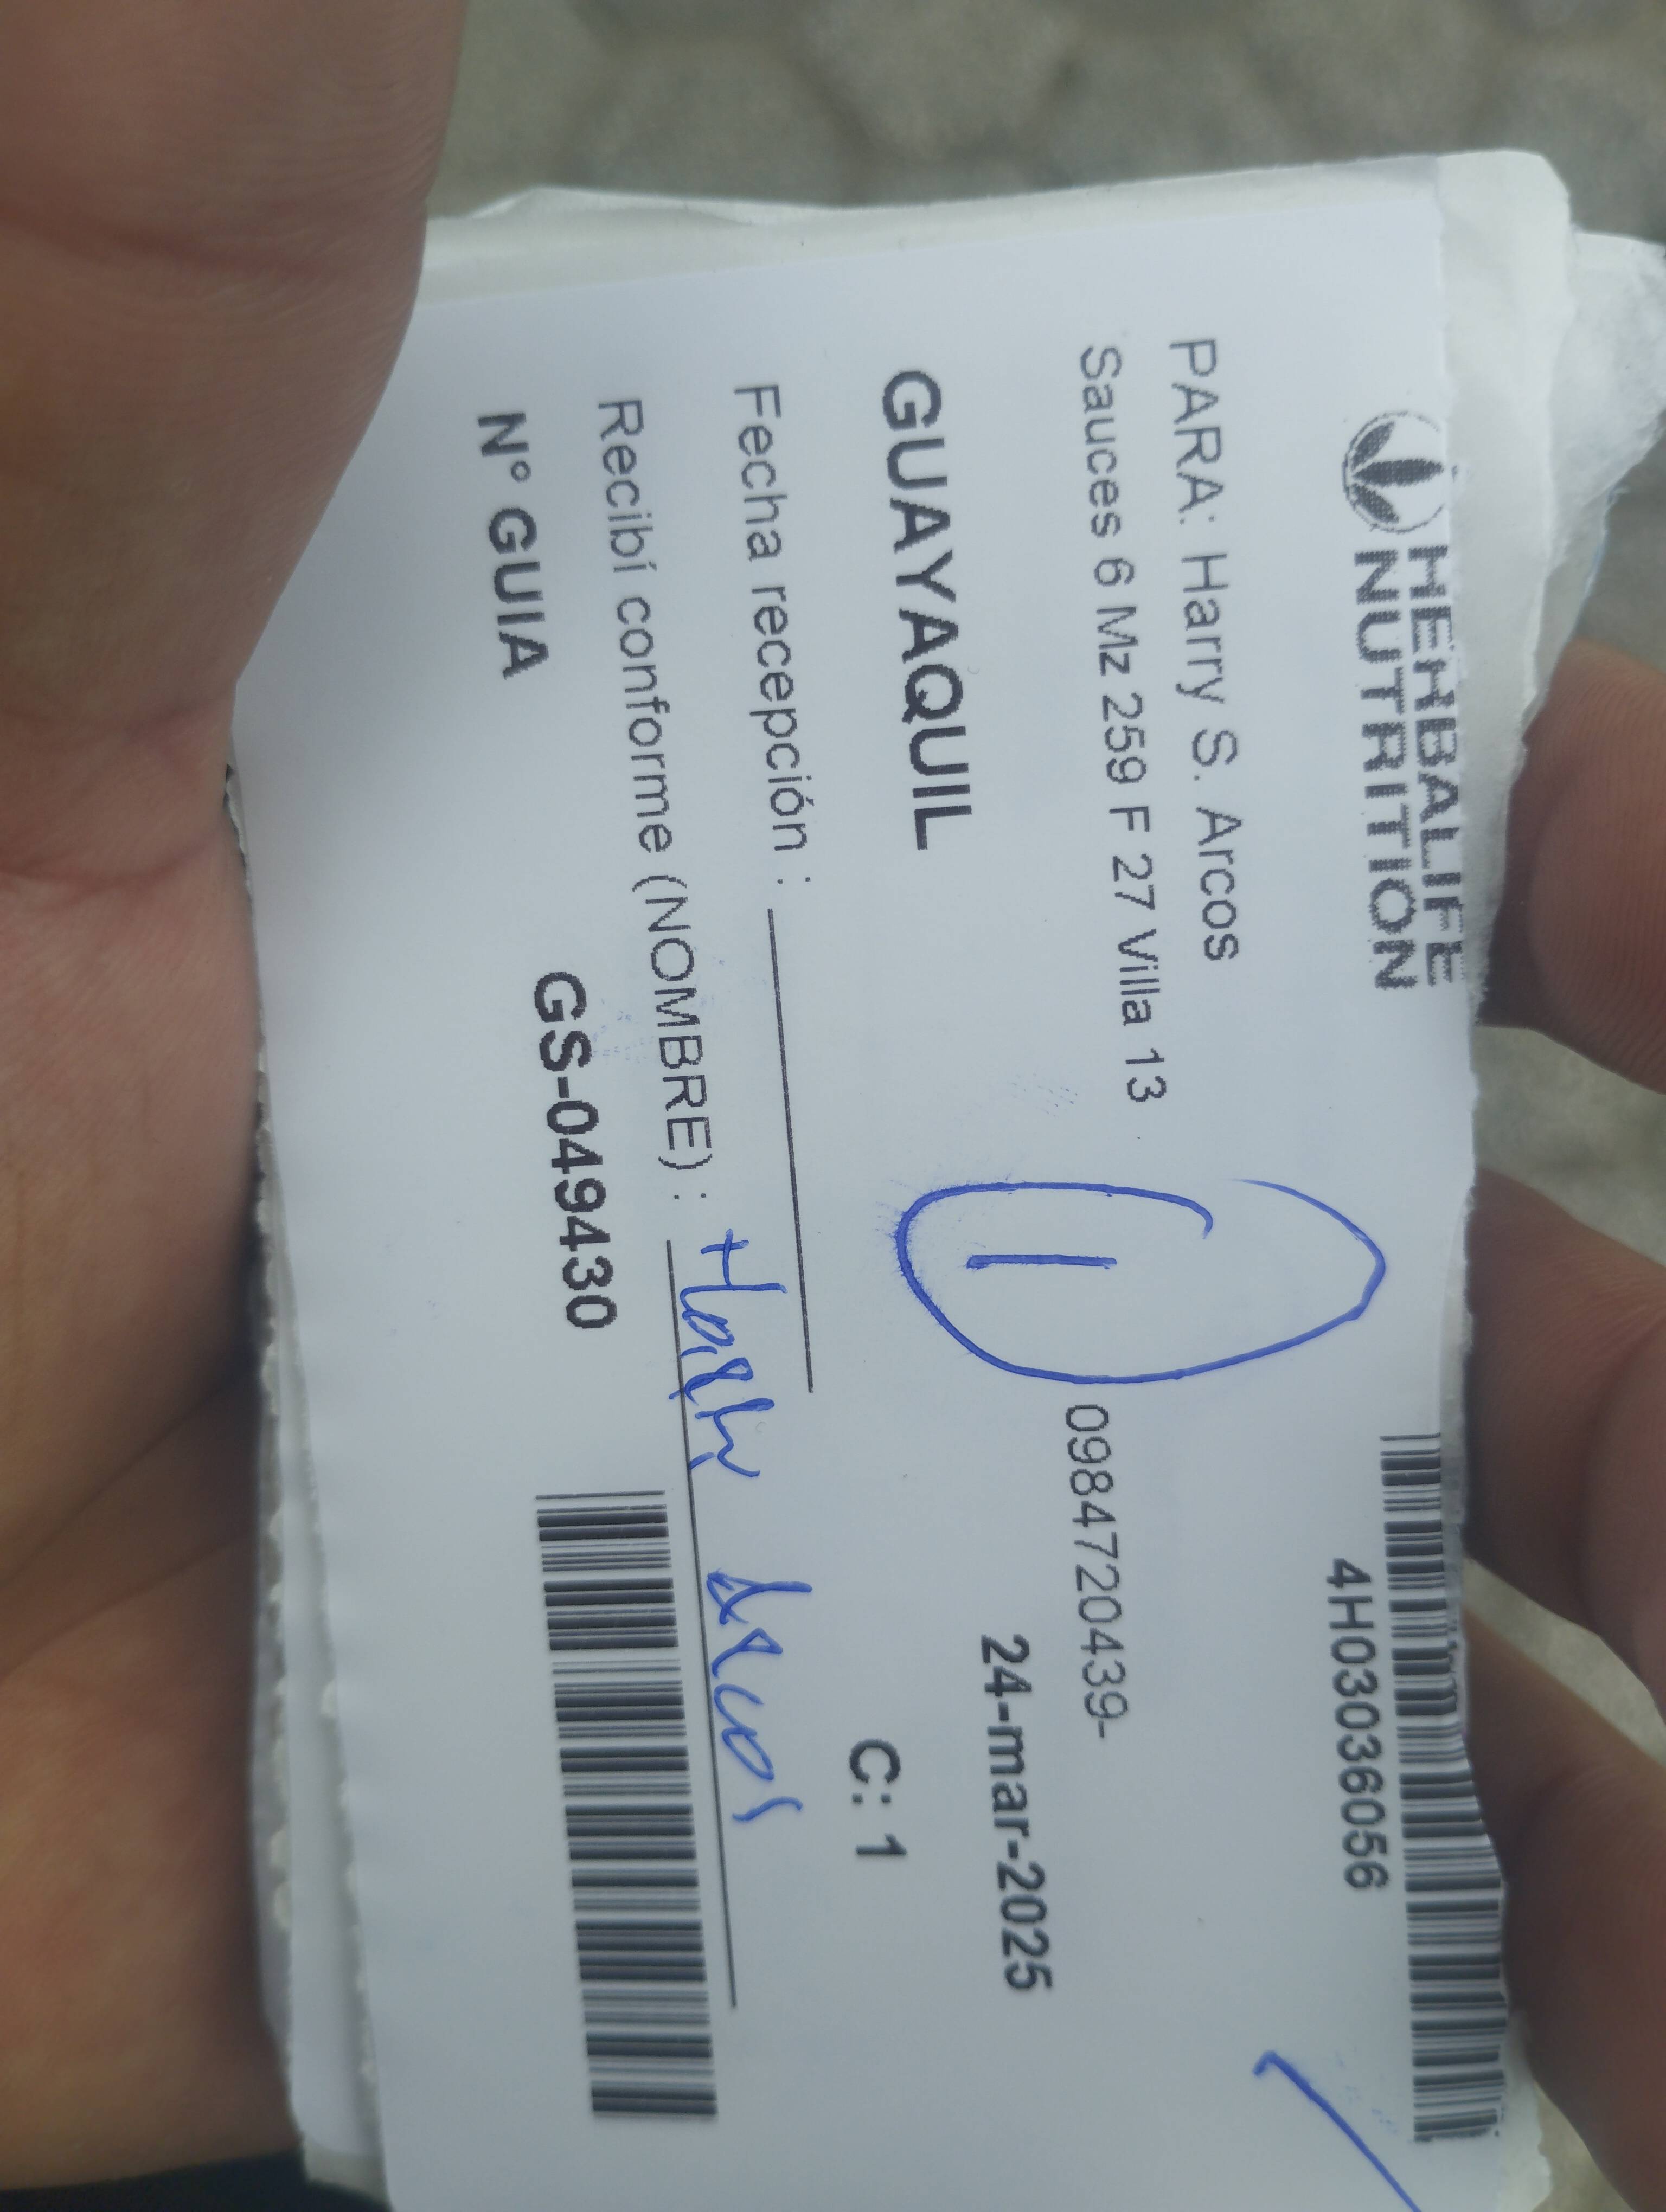 HERBALIFE
NUTRITION
4H03036056
PARA: Harry S. Arcos
Sauces 6 Mz 259 F 27 Villa 13
0984720439-
1
24-mar-2025
GUAYAQUIL
C: 1
Fecha recepción :
Recibí conforme (NOMBRE) : Harry Arcos
N° GUIA
GS-049430